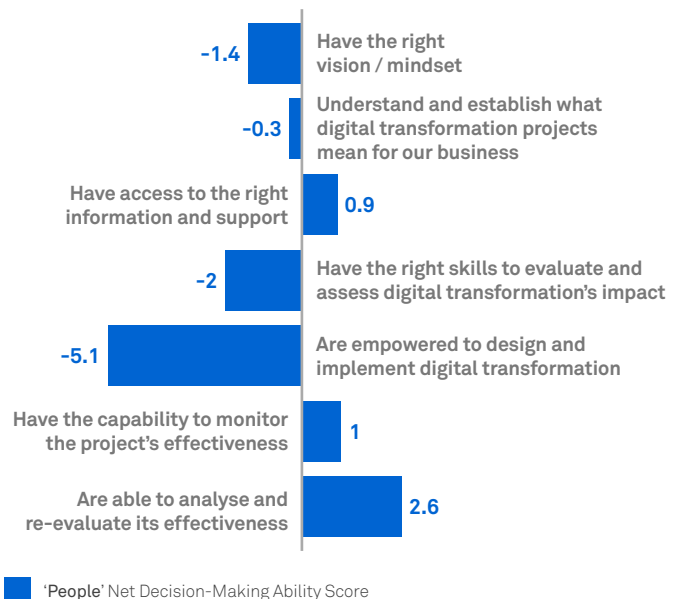 -1.4
Have the right
vision / mindset
-0.3
Understand and establish what
digital transformation projects
mean for our business
Have access to the right
information and support
0.9
-2
Have the right skills to evaluate and
assess digital transformation's impact
-5.1
Are empowered to design and
implement digital transformation
Have the capability to monitor
the project's effectiveness
1
Are able to analyse and
re-evaluate its effectiveness
2.6
‘People’ Net Decision-Making Ability Score